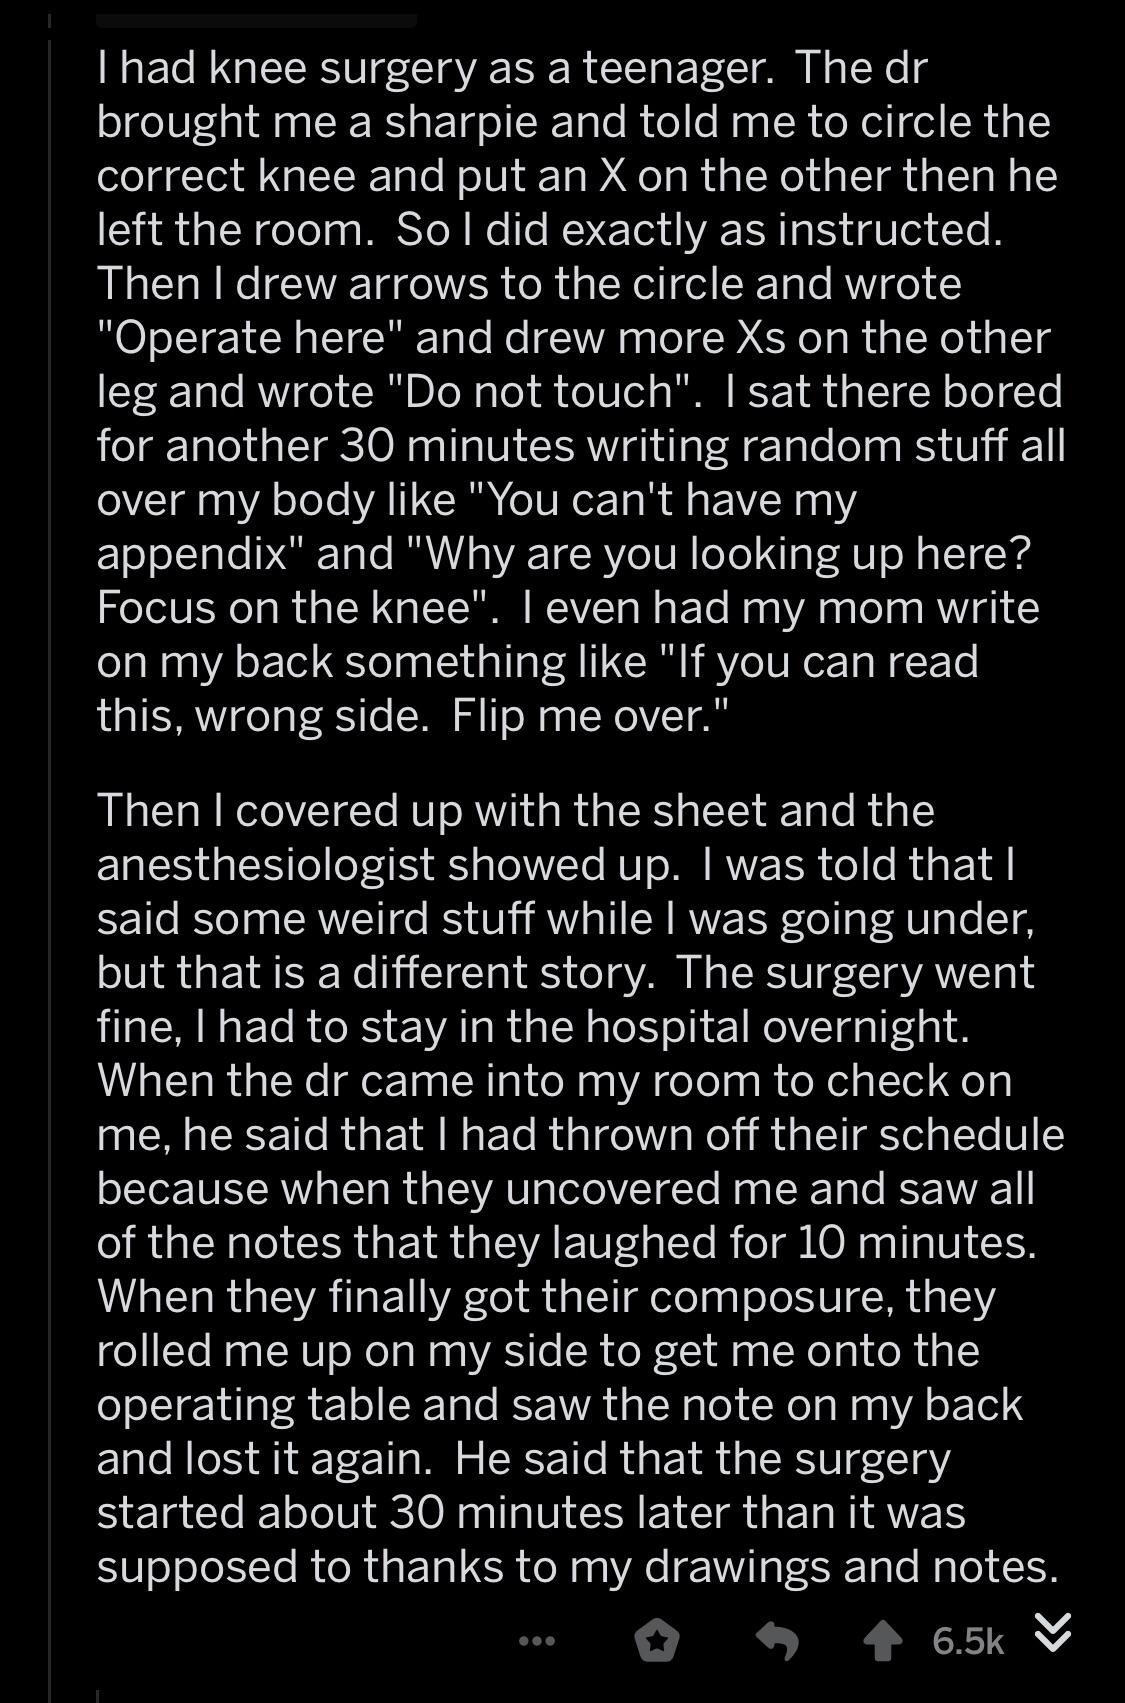 I had knee surgery as a teenager.  The dr
brought me a sharpie and told me to circle the
correct knee and put an X on the other then he
left the room.  So I did exactly as instructed.
Then I drew arrows to the circle and wrote
"Operate here" and drew more Xs on the other
leg and wrote "Do not touch".  I sat there bored
for another 30 minutes writing random stuff all
over my body like "You can't have my
appendix" and "Why are you looking up here?
Focus on the knee".  I even had my mom write
on my back something like "If you can read
this, wrong side.  Flip me over."
Then I covered up with the sheet and the
anesthesiologist showed up.  I was told that I
said some weird stuff while I was going under,
but that is a different story.  The surgery went
fine, I had to stay in the hospital overnight.
When the dr came into my room to check on
me, he said that I had thrown off their schedule
because when they uncovered me and saw all
of the notes that they laughed for 10 minutes.
When they finally got their composure, they
rolled me up on my side to get me onto the
operating table and saw the note on my back
and lost it again.  He said that the surgery
started about 30 minutes later than it was
supposed to thanks to my drawings and notes.
6.5k